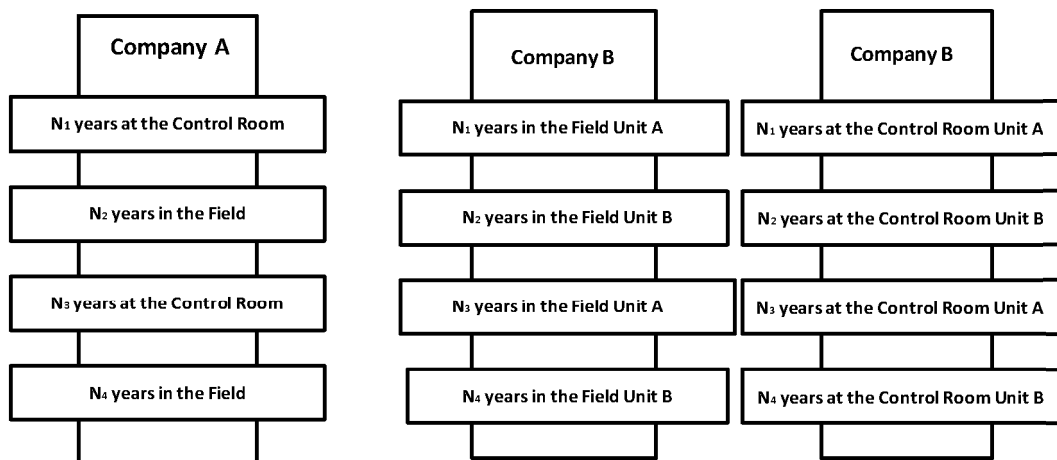 Company A
N₁ years at the Control Room
N₂ years in the Field
N₃ years at the Control Room
N₄ years in the Field
Company B
N₁ years in the Field Unit A
N₂ years in the Field Unit B
N₃ years in the Field Unit A
N₄ years in the Field Unit B
Company B
N₁ years at the Control Room Unit A
N₂ years at the Control Room Unit B
N₃ years at the Control Room Unit A
N₄ years at the Control Room Unit B